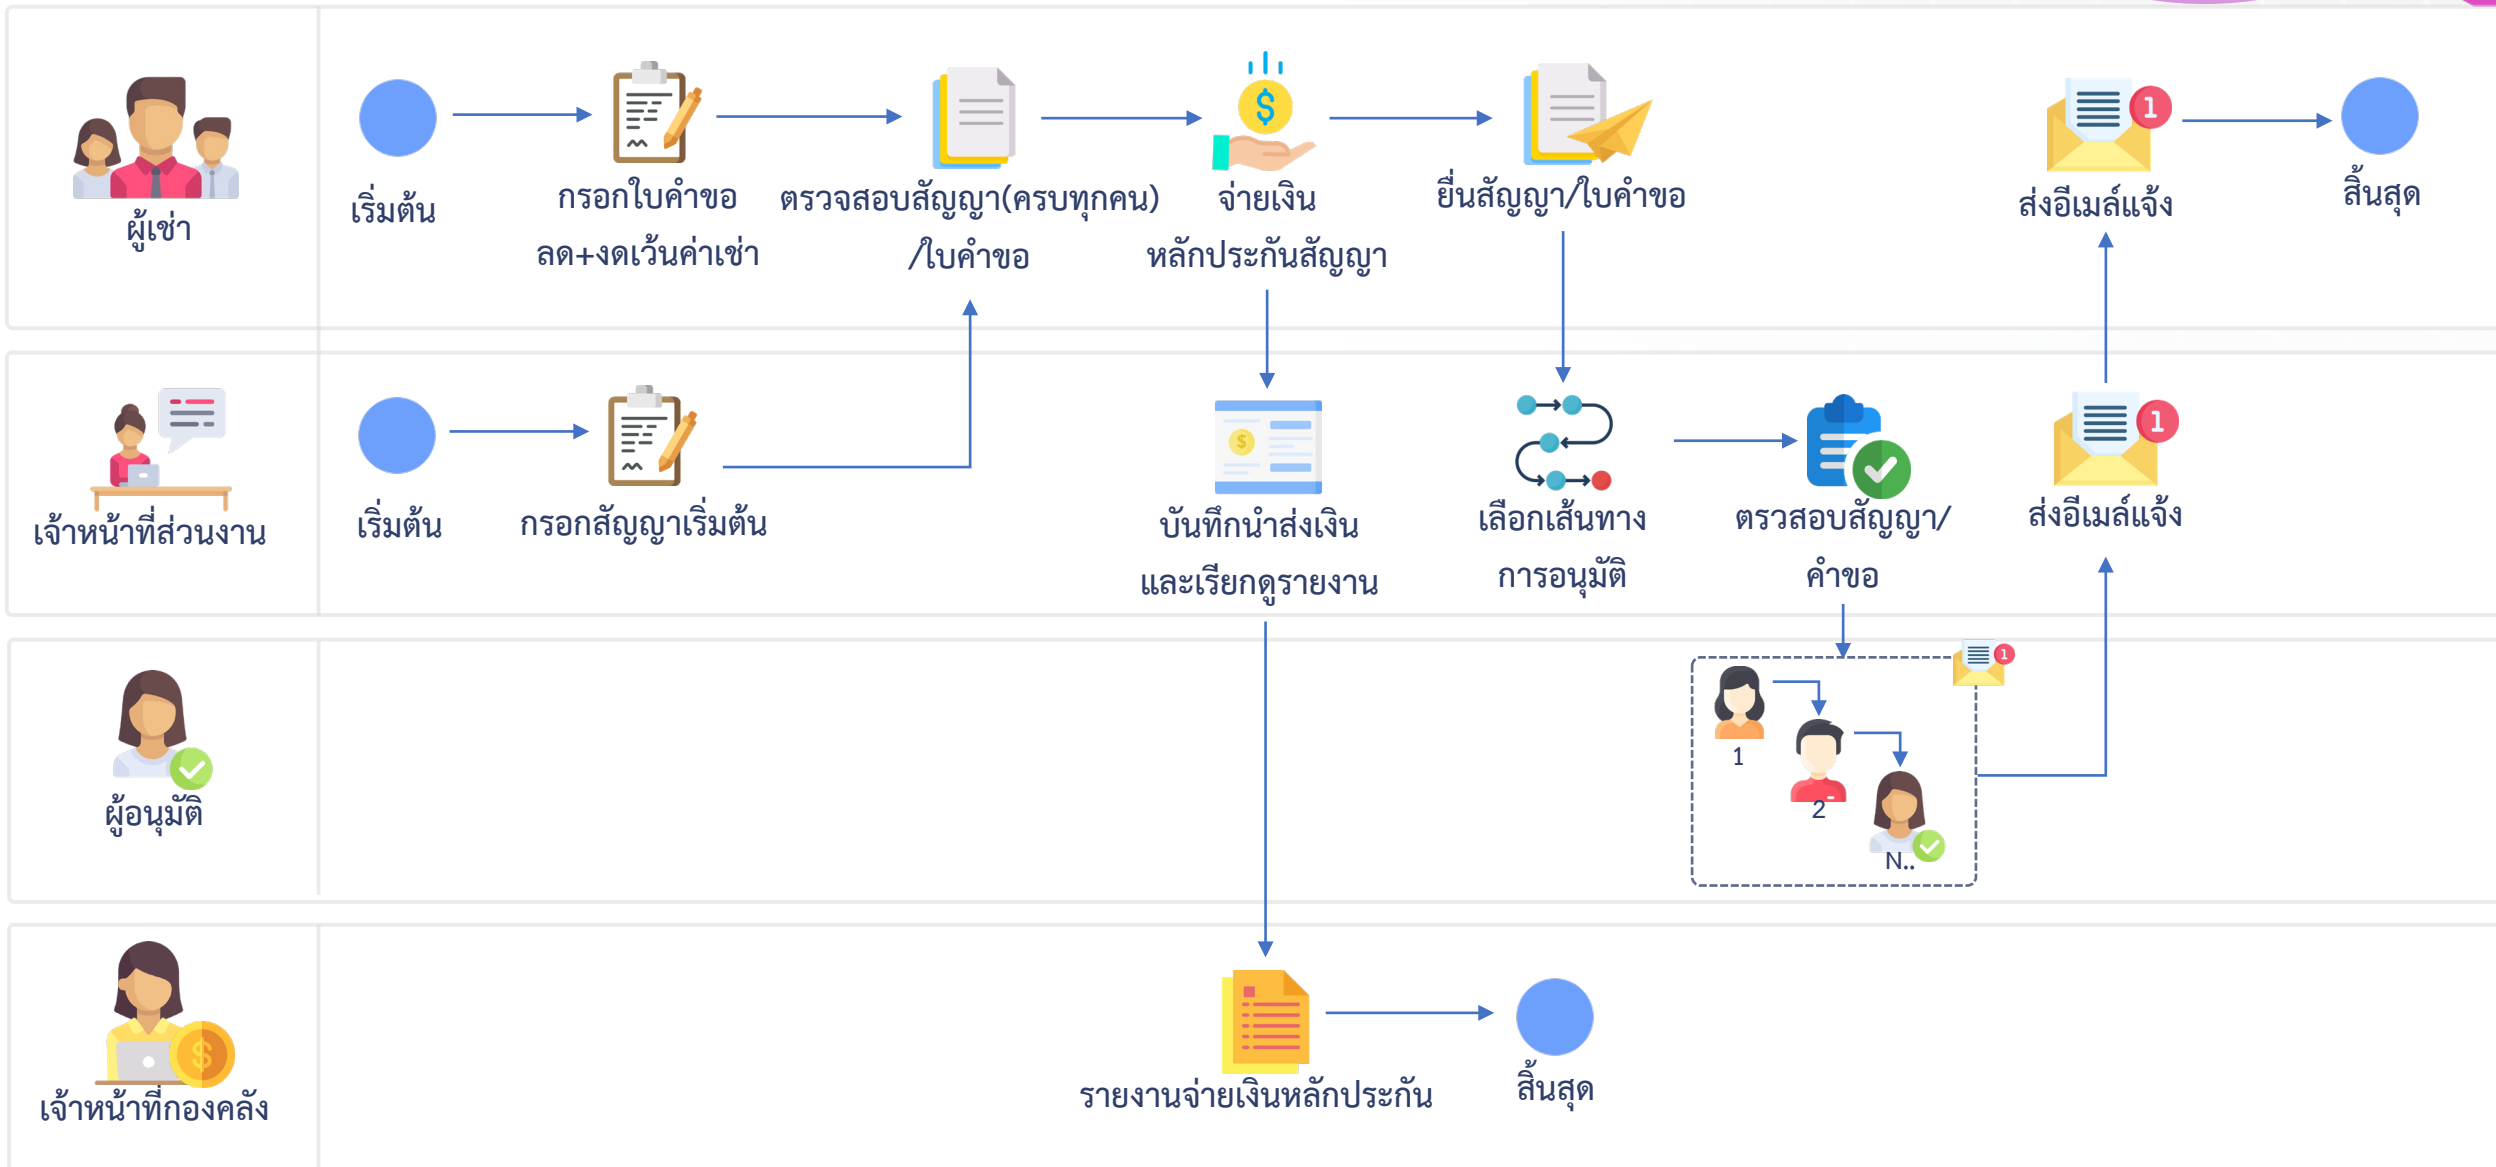 ผู้เช่า
เริ่มต้น
กรอกใบคำขอ
ลด+งดเว้นค่าเช่า
ตรวจสอบสัญญา(ครบทุกคน)
/ใบคำขอ
จ่ายเงิน
หลักประกันสัญญา
ยื่นสัญญา/ใบคำขอ
1
ส่งอีเมล์แจ้ง
สิ้นสุด
เจ้าหน้าที่ส่วนงาน
เริ่มต้น
กรอกสัญญาเริ่มต้น
บันทึกนำส่งเงิน
และเรียกดูรายงาน
เลือกเส้นทาง
การอนุมัติ
ตรวสอบสัญญา/
คำขอ
1
ส่งอีเมล์แจ้ง
ผู้อนุมัติ
1
1
2
N..
เจ้าหน้าที่กองคลัง
รายงานจ่ายเงินหลักประกัน
สิ้นสุด